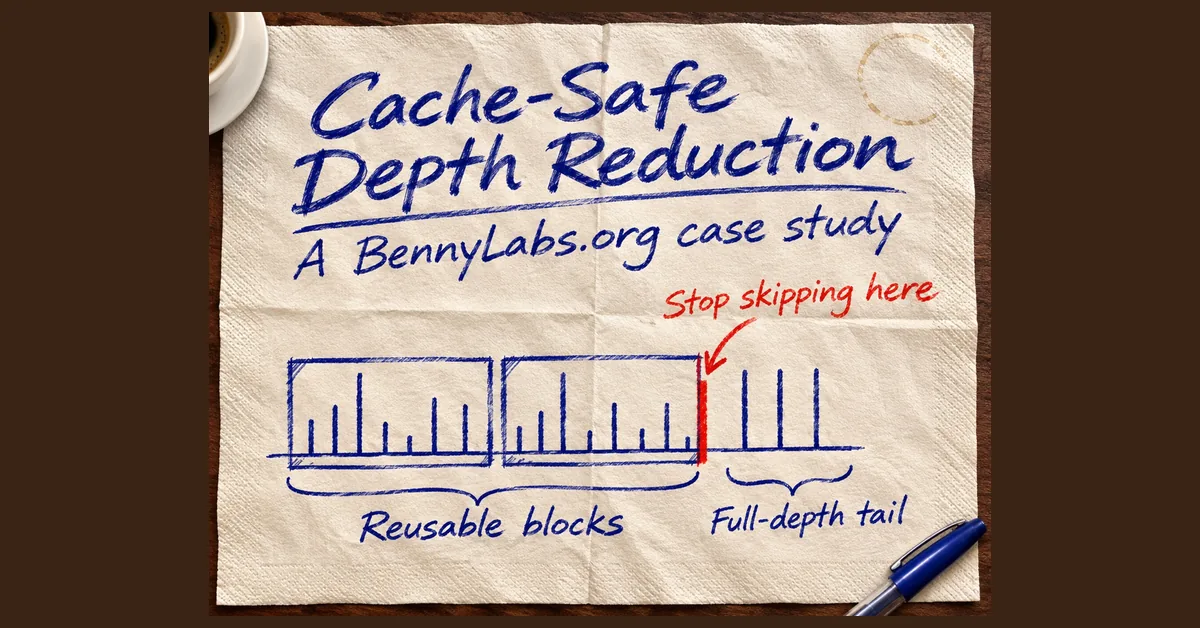 Cache-Safe
Depth Reduction
A BennyLabs.org case study
Stop skipping here
Reusable blocks
Full-depth tail